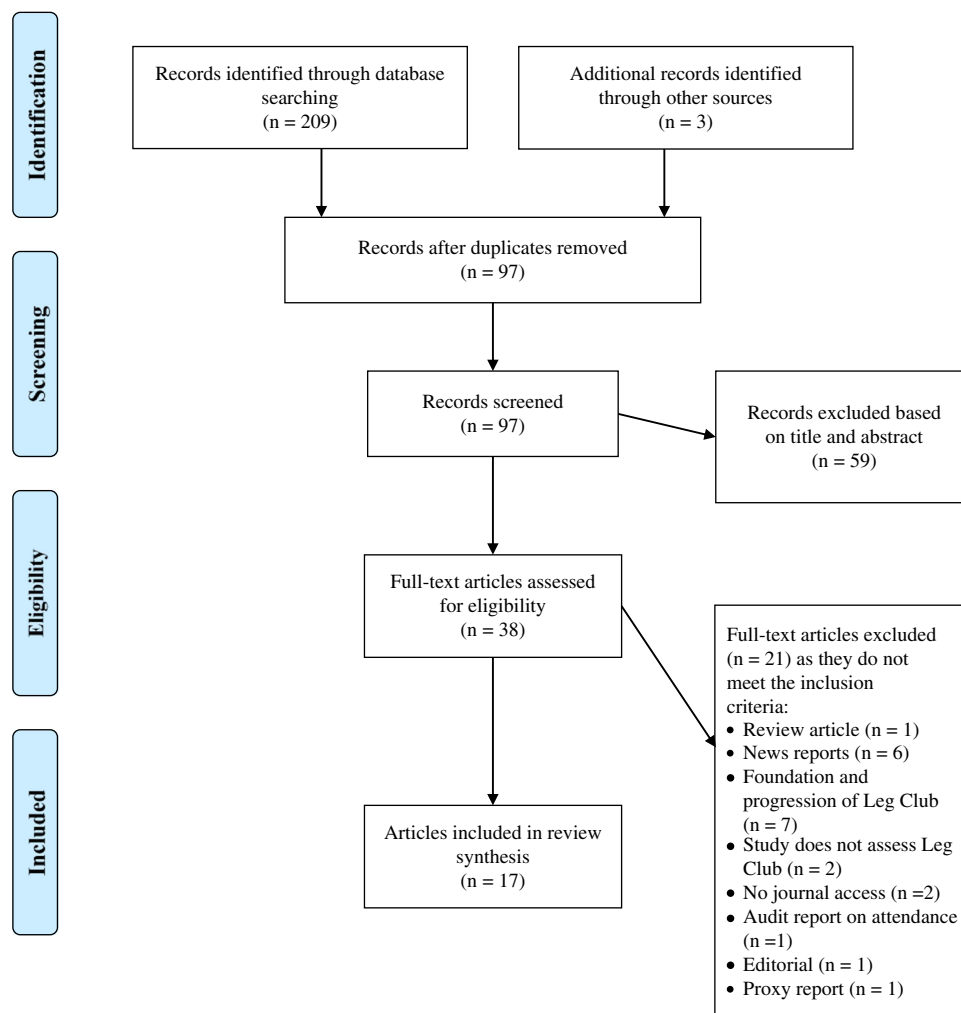 Identification
Records identified through database
searching
(n = 209)
Additional records identified
through other sources
(n = 3)
Records after duplicates removed
(n = 97)
Screening
Records screened
(n = 97)
Records excluded based
on title and abstract
(n = 59)
Eligibility
Full-text articles assessed
for eligibility
(n = 38)
Full-text articles excluded
(n = 21) as they do not
meet the inclusion
criteria:
• Review article (n = 1)
• News reports (n = 6)
• Foundation and
progression of Leg Club
(n = 7)
• Study does not assess Leg
Club (n = 2)
• No journal access (n =2)
• Audit report on attendance
(n =1)
• Editorial (n = 1)
• Proxy report (n = 1)
Included
Articles included in review
synthesis
(n = 17)